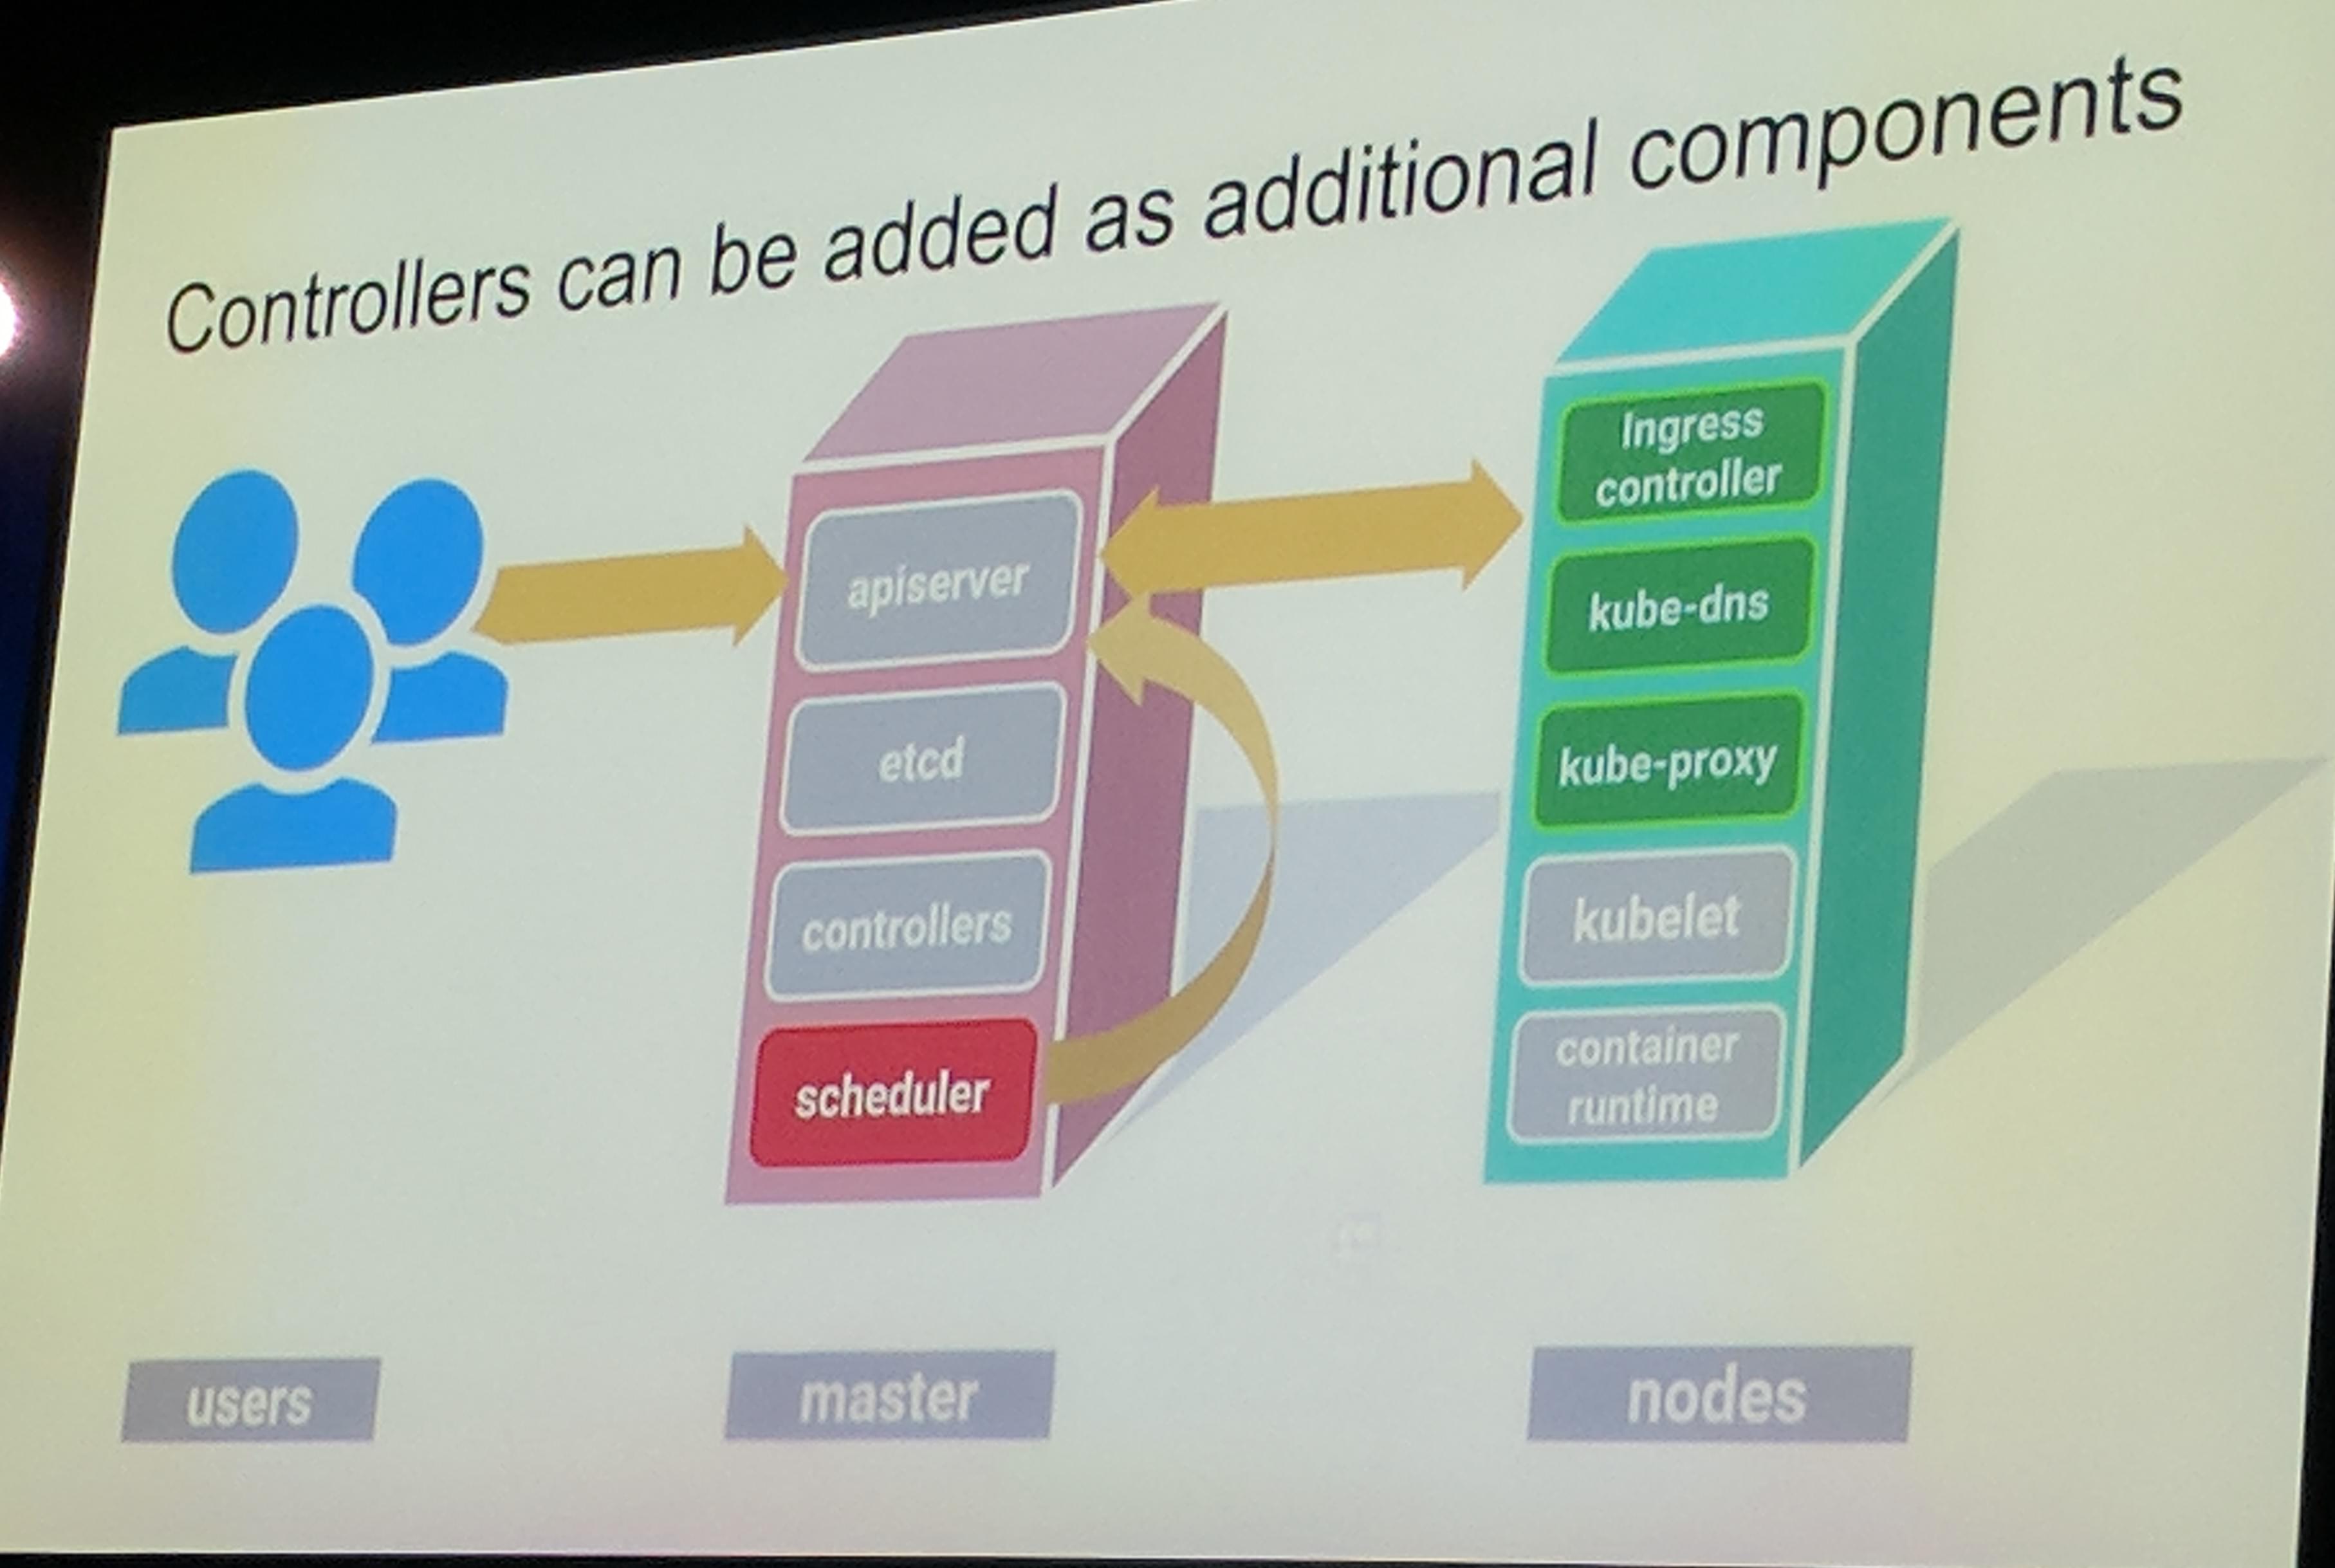 Controllers can be added as additional components
apiserver
etcd
controllers
scheduler
Ingress
controller
kube-dns
kube-proxy
kubelet
container
runtime
users
master
nodes